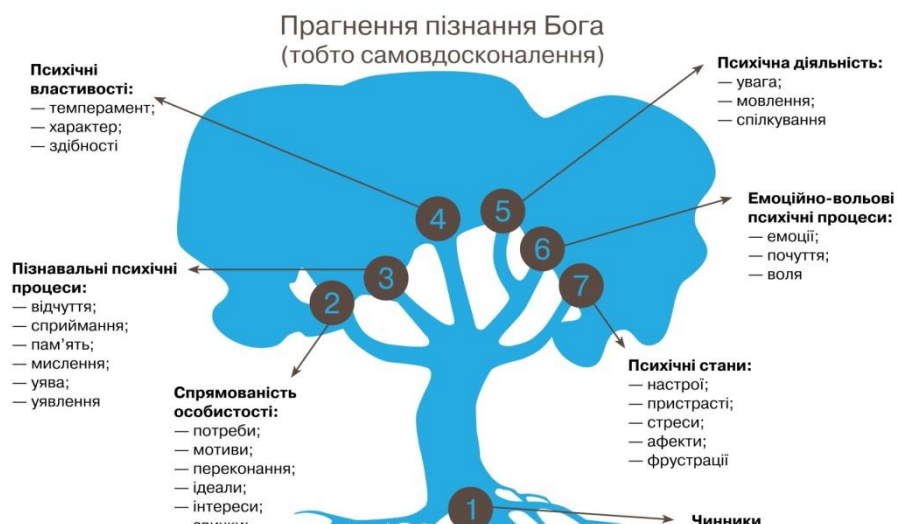 Прагнення пізнання Бога
(тобто самовдосконалення)
Психічні
властивості:
— темперамент;
— характер;
— здібності
Психічна діяльність:
— увага;
— мовлення;
— спілкування
4
5
Емоційно-вольові
психічні процеси:
— емоції;
— почуття;
— воля
6
Пізнавальні психічні
процеси:
— відчуття;
— сприймання;
— пам’ять;
— мислення;
— уява;
— уявлення
3
2
7
Спрямованість
особистості:
— потреби;
— мотиви;
— переконання;
— ідеали;
— інтереси;
Психічні стани:
— настрої;
— пристрасті;
— стреси;
— афекти;
— фрустрації
1
Чинники